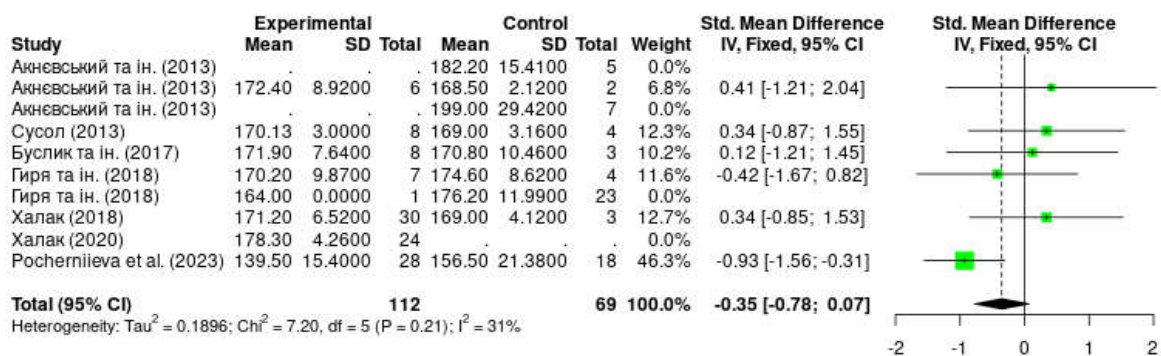 Experimental Control Std. Mean Difference Std. Mean Difference
Study Mean SD Total Mean SD Total Weight IV, Fixed, 95% CI IV, Fixed, 95% CI
Акнєвський та ін. (2013) . . . 182.20 15.4100 5 0.0%
Акнєвський та ін. (2013) 172.40 8.9200 6 168.50 2.1200 2 6.8% 0.41 [-1.21; 2.04)
Акнєвський та ін. (2013) . . . 199.00 29.4200 7 0.0%
Сусол (2013) 170.13 3.0000 8 169.00 3.1600 4 12.3% 0.34 [-0.87; 1.55]
Буслик та ін. (2017) 171.90 7.6400 8 170.80 10.4600 3 10.2% 0.12 [-1.21; 1.45]
Гиря та ін. (2018) 170.20 9.8700 7 174.60 8.6200 4 11.6% -0.42 [-1.67; 0.82]
Гиря та ін. (2018) 164.00 0.0000 1 176.20 11.9900 23 0.0%
Халак (2018) 171.20 6.5200 30 169.00 4.1200 3 12.7% 0.34 [-0.85; 1.53]
Халак (2020) 178.30 4.2600 24 . . . 0.0%
Pocherniieva et al. (2023) 139.50 15.4000 28 156.50 21.3800 18 46.3% -0.93 [-1.56; -0.31]
Total (95% CI) 112 69 100.0% -0.35 [-0.78; 0.07]
Heterogeneity: Tau² = 0.1896; Chi² = 7.20, df = 5 (P = 0.21); I² = 31%
-2 -1 0 1 2